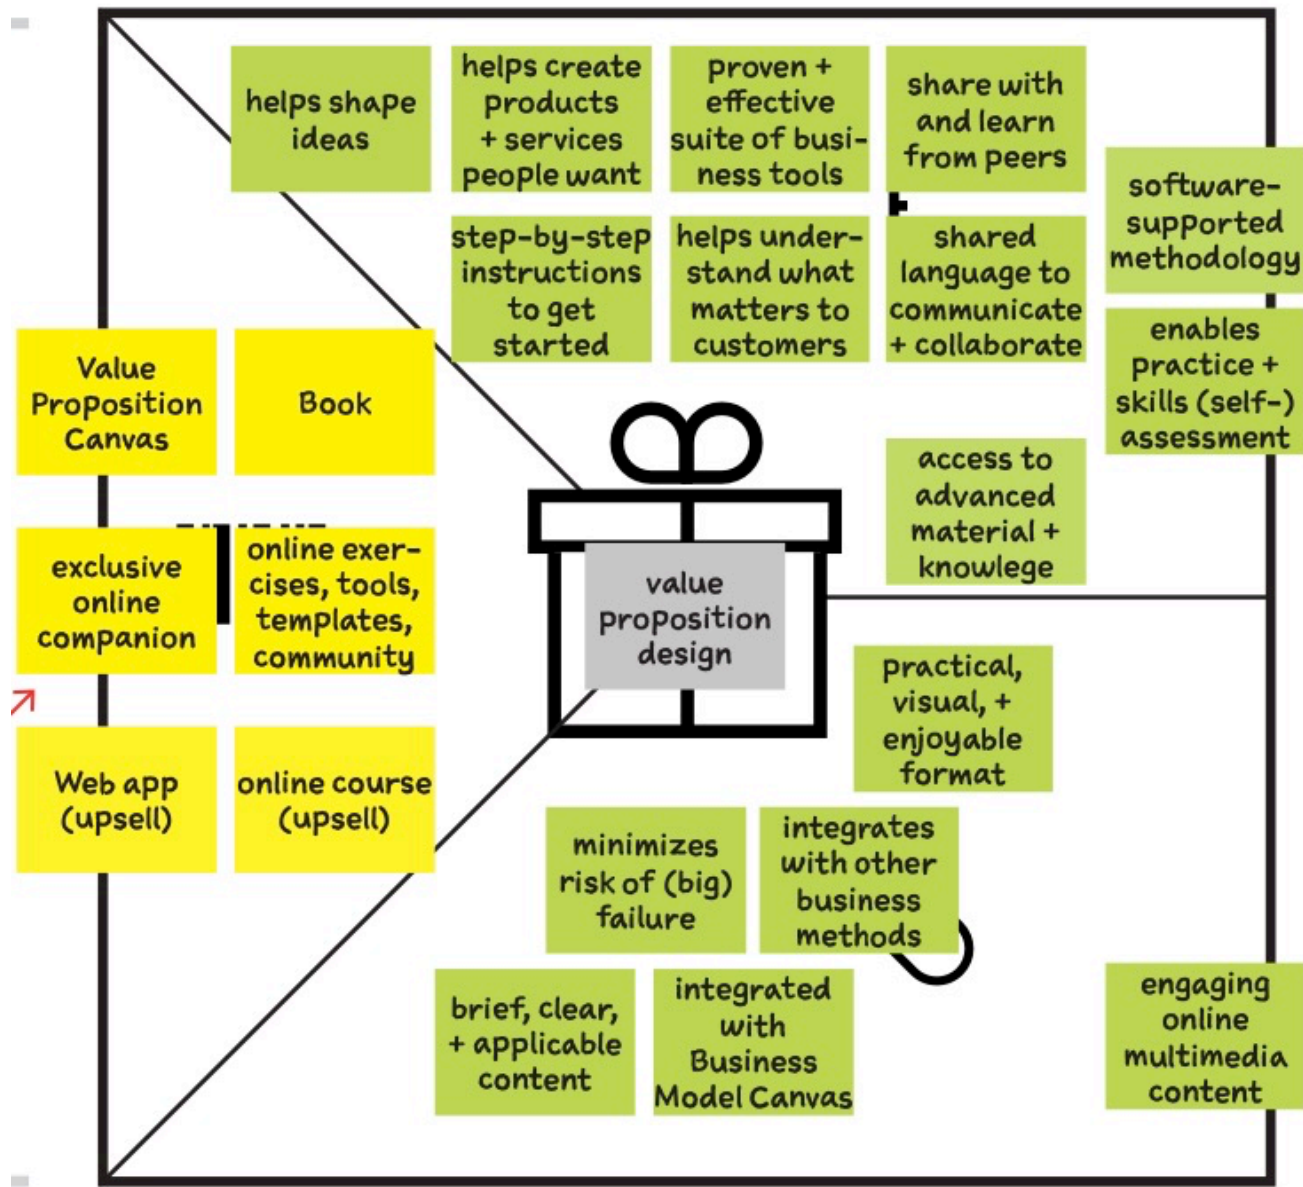 helps shape
ideas
helps create
products
+ services
people want
proven +
effective
suite of busi-
ness tools
share with
and learn
from peers
software-
supported
methodology
step-by-step
instructions
to get
started
helps under-
stand what
matters to
customers
shared
language to
communicate
+ collaborate
enables
practice +
skills (self-)
assessment
Value
Proposition
Canvas
Book
access to
advanced
material +
knowlege
exclusive
online
companion
online exer-
cises, tools,
templates,
community
value
proposition
design
practical,
visual, +
enjoyable
format
Web app
(upsell)
online course
(upsell)
minimizes
risk of (big)
failure
integrates
with other
business
methods
brief, clear,
+ applicable
content
integrated
with
Business
Model Canvas
engaging
online
multimedia
content